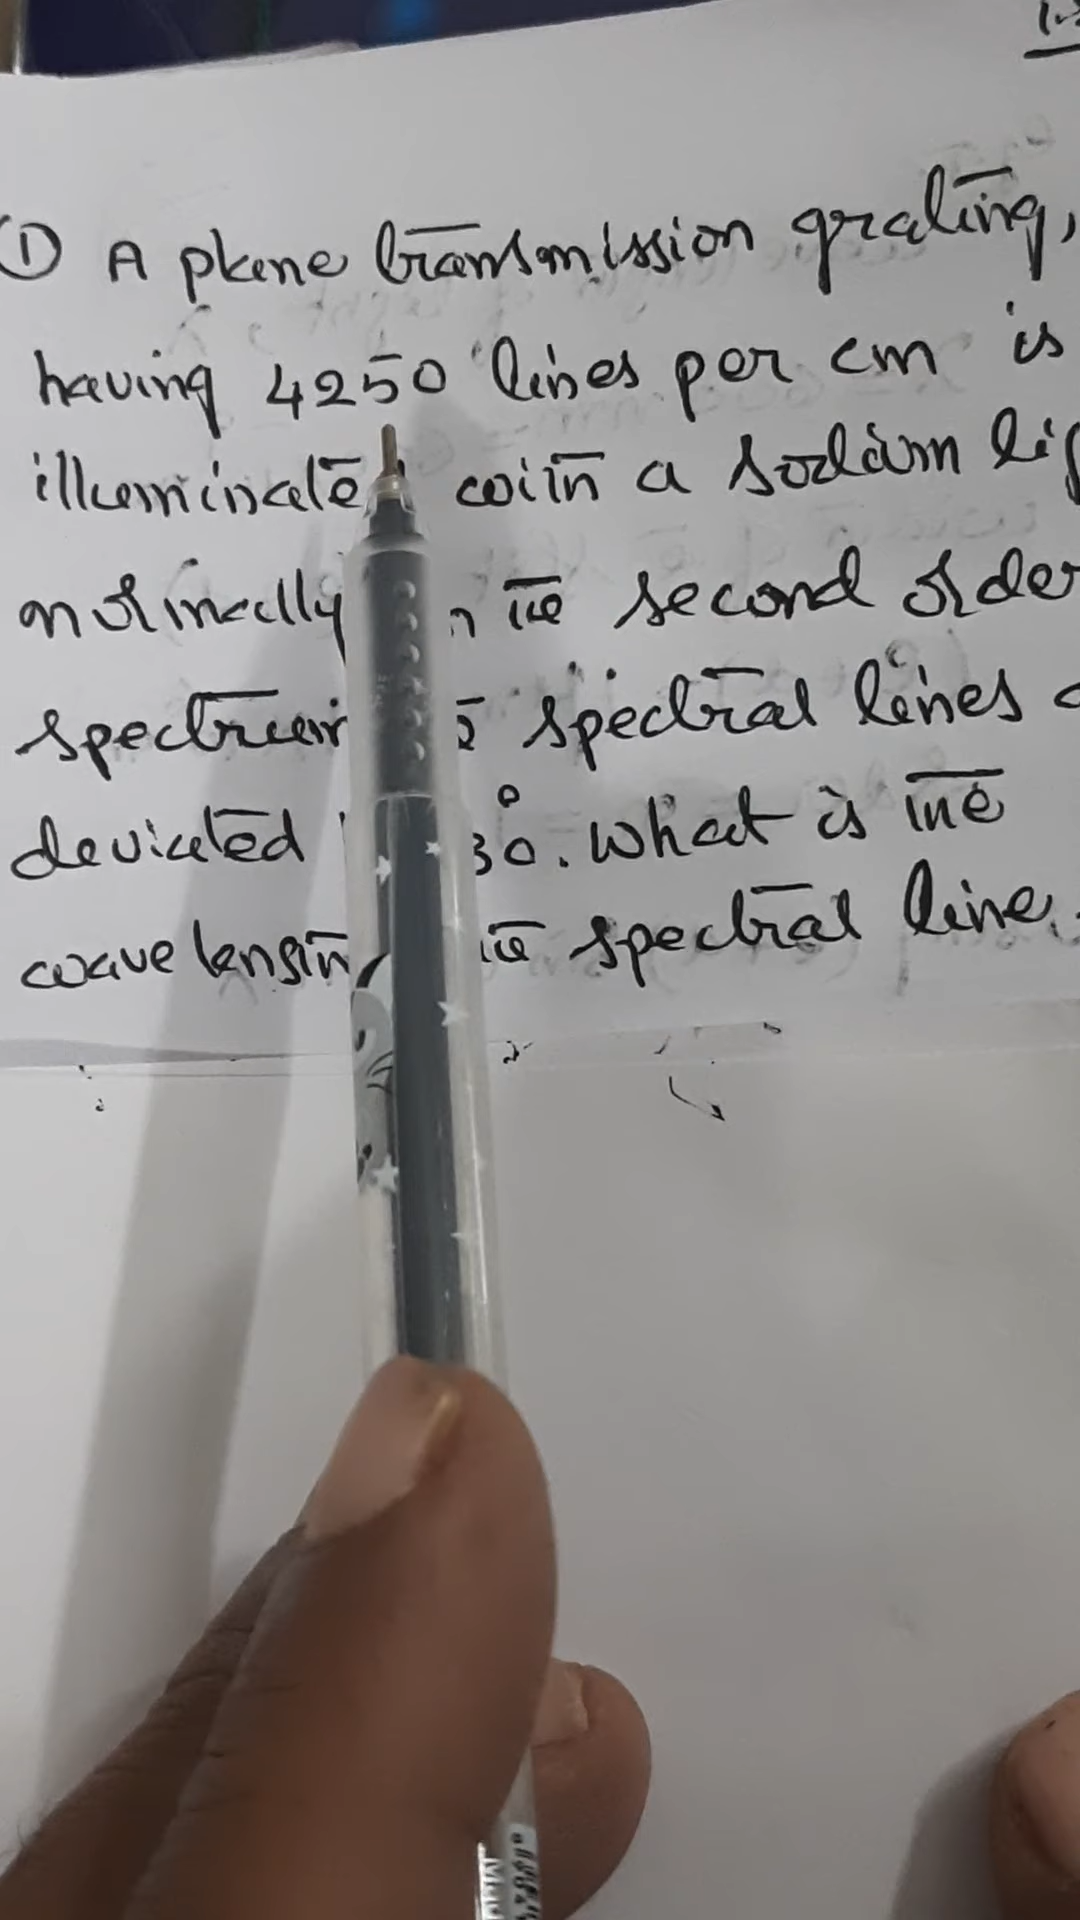 ① A plane transmission grating,
having 4250 lines per cm is
illuminated with a sodium
normally the second order
spectrum spectral lines
deviated 30°. What is the
wave length spectral line.